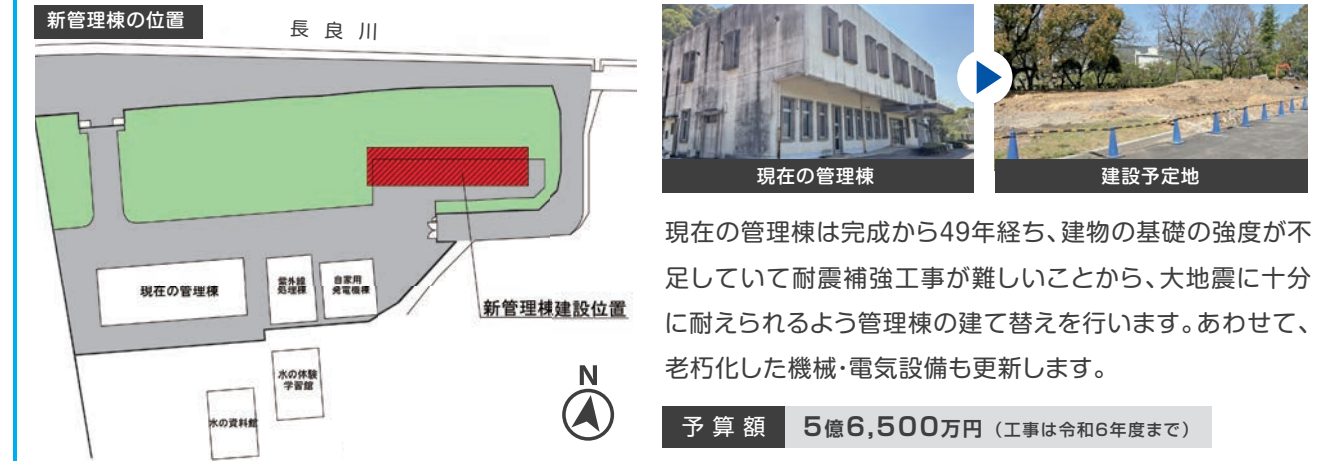 新管理棟の位置
長良川
現在の管理棟
紫外線
処理棟
自家用
発電機棟
新管理棟建設位置
水の体験
学習館
水の資料館
N
現在の管理棟
建設予定地
現在の管理棟は完成から49年経ち、建物の基礎の強度が不
足していて耐震補強工事が難しいことから、大地震に十分
に耐えられるよう管理棟の建て替えを行います。あわせて、
老朽化した機械・電気設備も更新します。
予算額 5億6,500万円（工事は令和6年度まで）